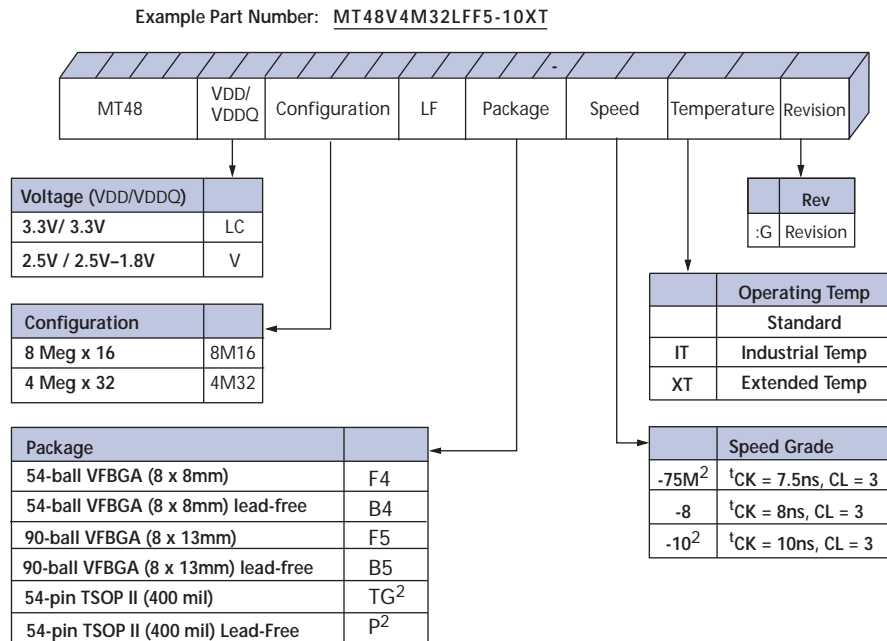 Example Part Number: MT48V4M32LFF5-10XT
-
MT48
VDD/
VDDQ
Configuration
LF
Package
Speed
Temperature
Revision
Voltage (VDD/VDDQ)
3.3V/ 3.3V LC
2.5V / 2.5V–1.8V V
Rev
:G Revision
Configuration
8 Meg x 16 8M16
4 Meg x 32 4M32
Operating Temp
Standard
IT Industrial Temp
XT Extended Temp
Package
54-ball VFBGA (8 x 8mm) F4
54-ball VFBGA (8 x 8mm) lead-free B4
90-ball VFBGA (8 x 13mm) F5
90-ball VFBGA (8 x 13mm) lead-free B5
54-pin TSOP II (400 mil) TG2
54-pin TSOP II (400 mil) Lead-Free P2
Speed Grade
-75M2 tCK = 7.5ns, CL = 3
-8 tCK = 8ns, CL = 3
-102 tCK = 10ns, CL = 3